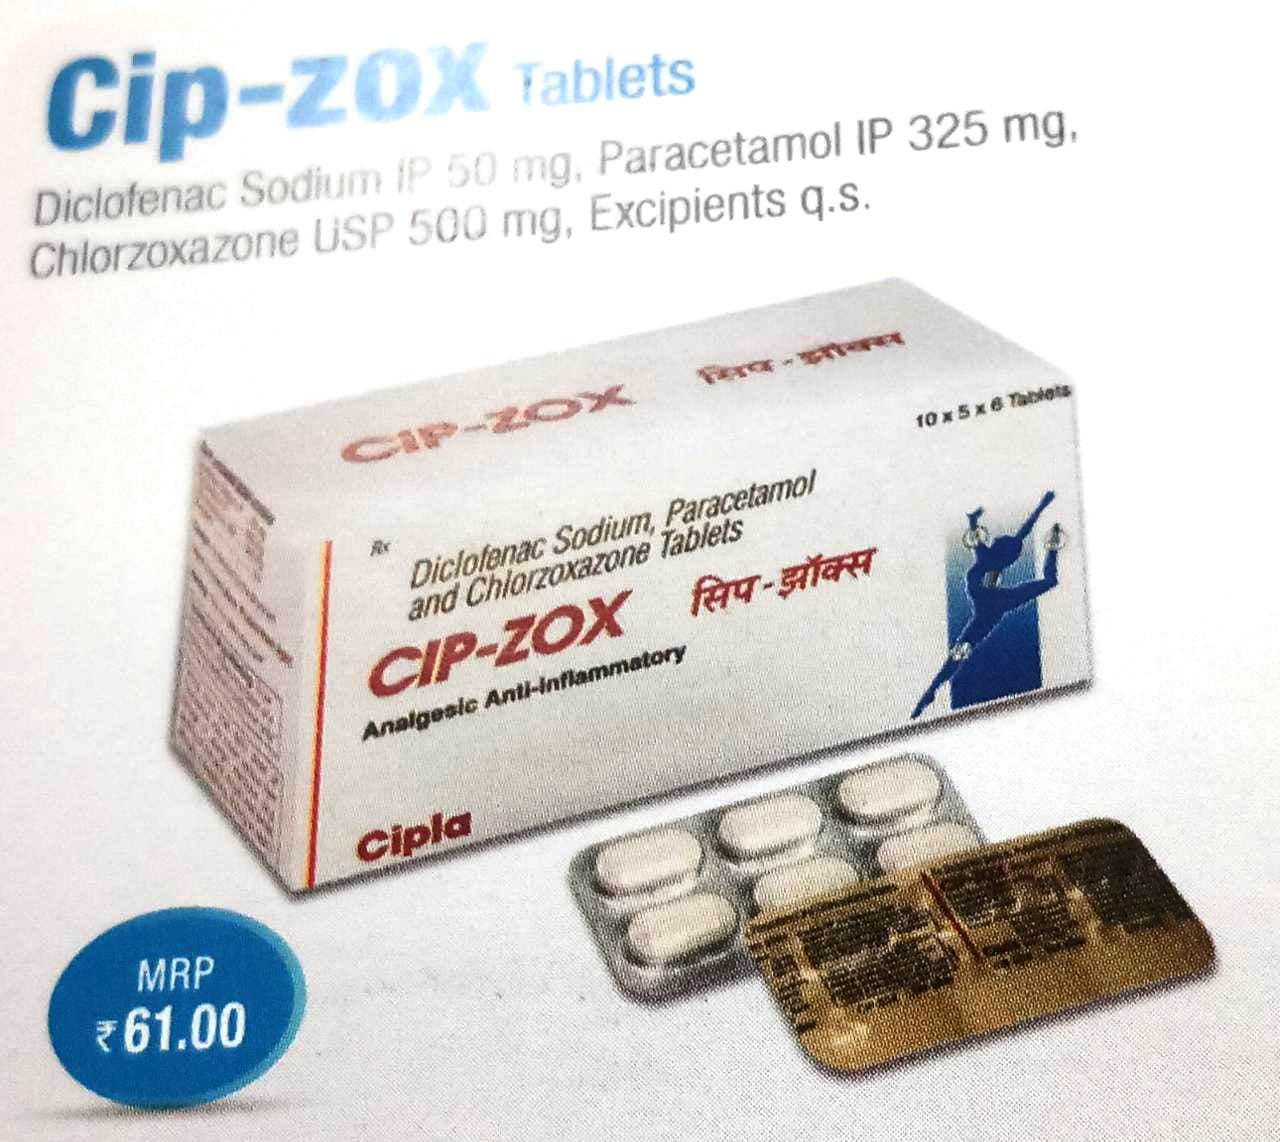 Cip-ZOX Tablets
Diclofenac Sodium IP 50 mg, Paracetamol IP 325 mg,
Chlorzoxazone USP 500 mg, Excipients q.s.
CIP-ZOX सिप-झॉक्स
10 x 5 x 6 Tablets
Rx
Diclofenac Sodium, Paracetamol
and Chlorzoxazone Tablets
CIP-ZOX सिप-झॉक्स
Analgesic Anti-inflammatory
Cipla
MRP
₹61.00